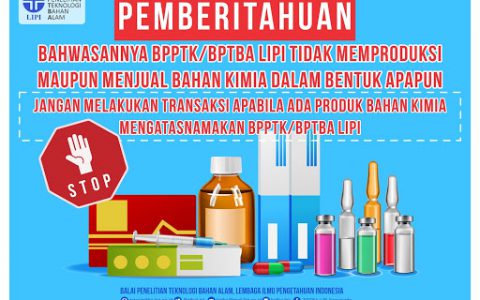 PENELITIAN
TEKNOLOGI
BAHAN
ALAM
LIPI
PEMBERITAHUAN
BAHWASANNYA BPPTK/BPTBA LIPI TIDAK MEMPRODUKSI
MAUPUN MENJUAL BAHAN KIMIA DALAM BENTUK APAPUN
JANGAN MELAKUKAN TRANSAKSI APABILA ADA PRODUK BAHAN KIMIA
MENGATASNAMAKAN BPPTK/BPTBA LIPI
STOP
BALAI PENELITIAN TEKNOLOGI BAHAN ALAM, LEMBAGA ILMU PENGETAHUAN INDONESIA